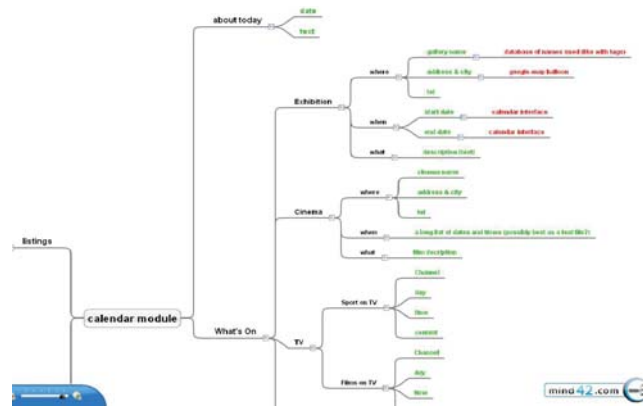 about today
date
text
Exhibition
where
gallery name
database of names used (like with tags)
address & city
google map balloon
tel
when
start date
calendar interface
end date
calendar interface
what
description (text)
Cinema
where
cinema name
address & city
tel
when
a long list of dates and times (possibly best as a text file?)
what
film decription
listings
calendar module
What's On
TV
Sport on TV
Channel
day
time
content
Films on TV
Channel
day
time
mind42.com